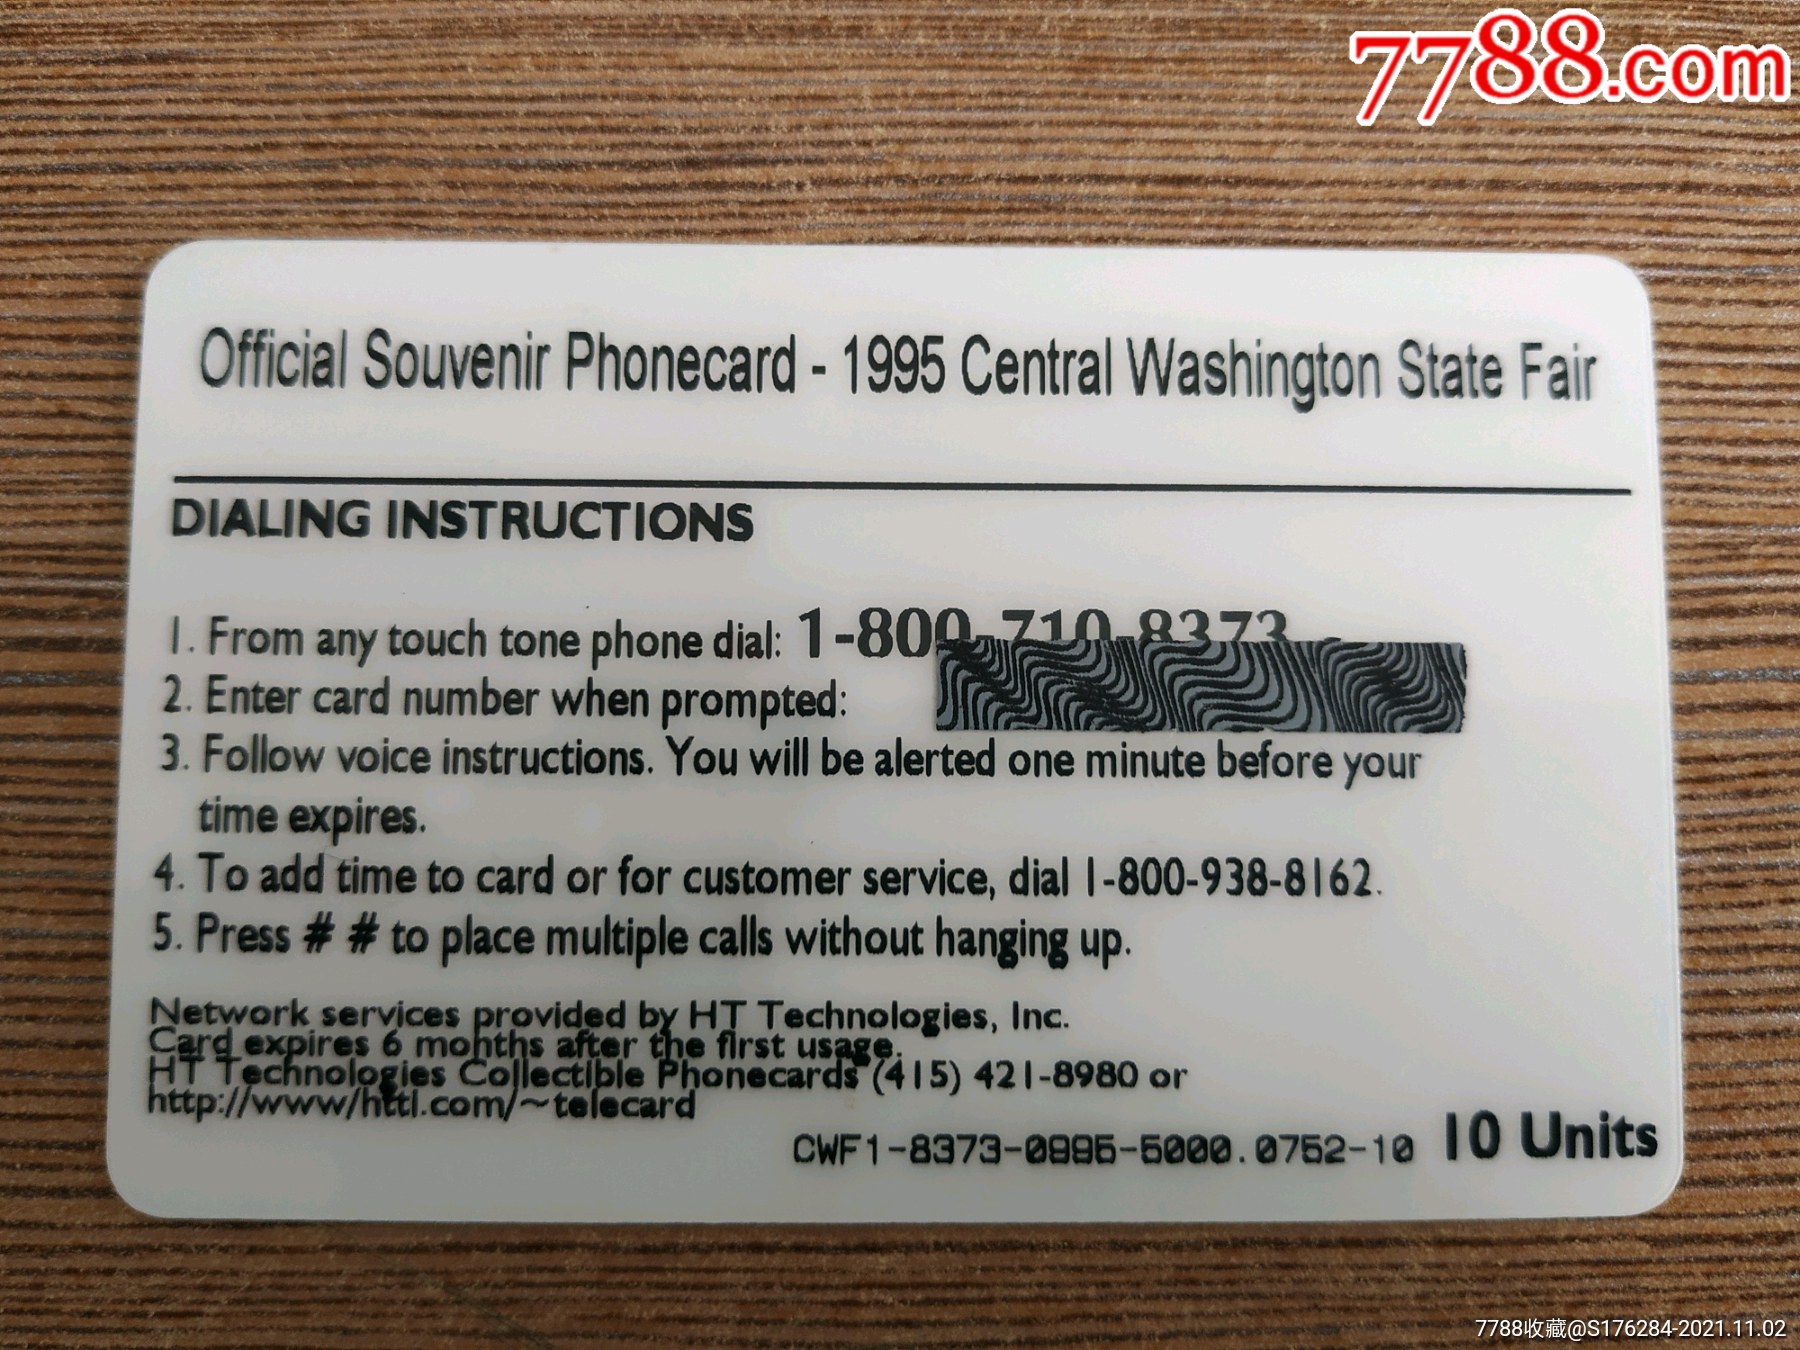 7788.com
Official Souvenir Phonecard - 1995 Central Washington State Fair
DIALING INSTRUCTIONS
1. From any touch tone phone dial: 1-800-710-8373
2. Enter card number when prompted:
3. Follow voice instructions. You will be alerted one minute before your
time expires.
4. To add time to card or for customer service, dial 1-800-938-8162.
5. Press # # to place multiple calls without hanging up.
Network services provided by HT Technologies, Inc.
Card expires 6 months after the first usage.
HT Technologies Collectible Phonecards (415) 421-8980 or
http://www/httl.com/~telecard
CWF1-8373-0995-5000.0752-10 10 Units
7788收藏@S176284-2021.11.02